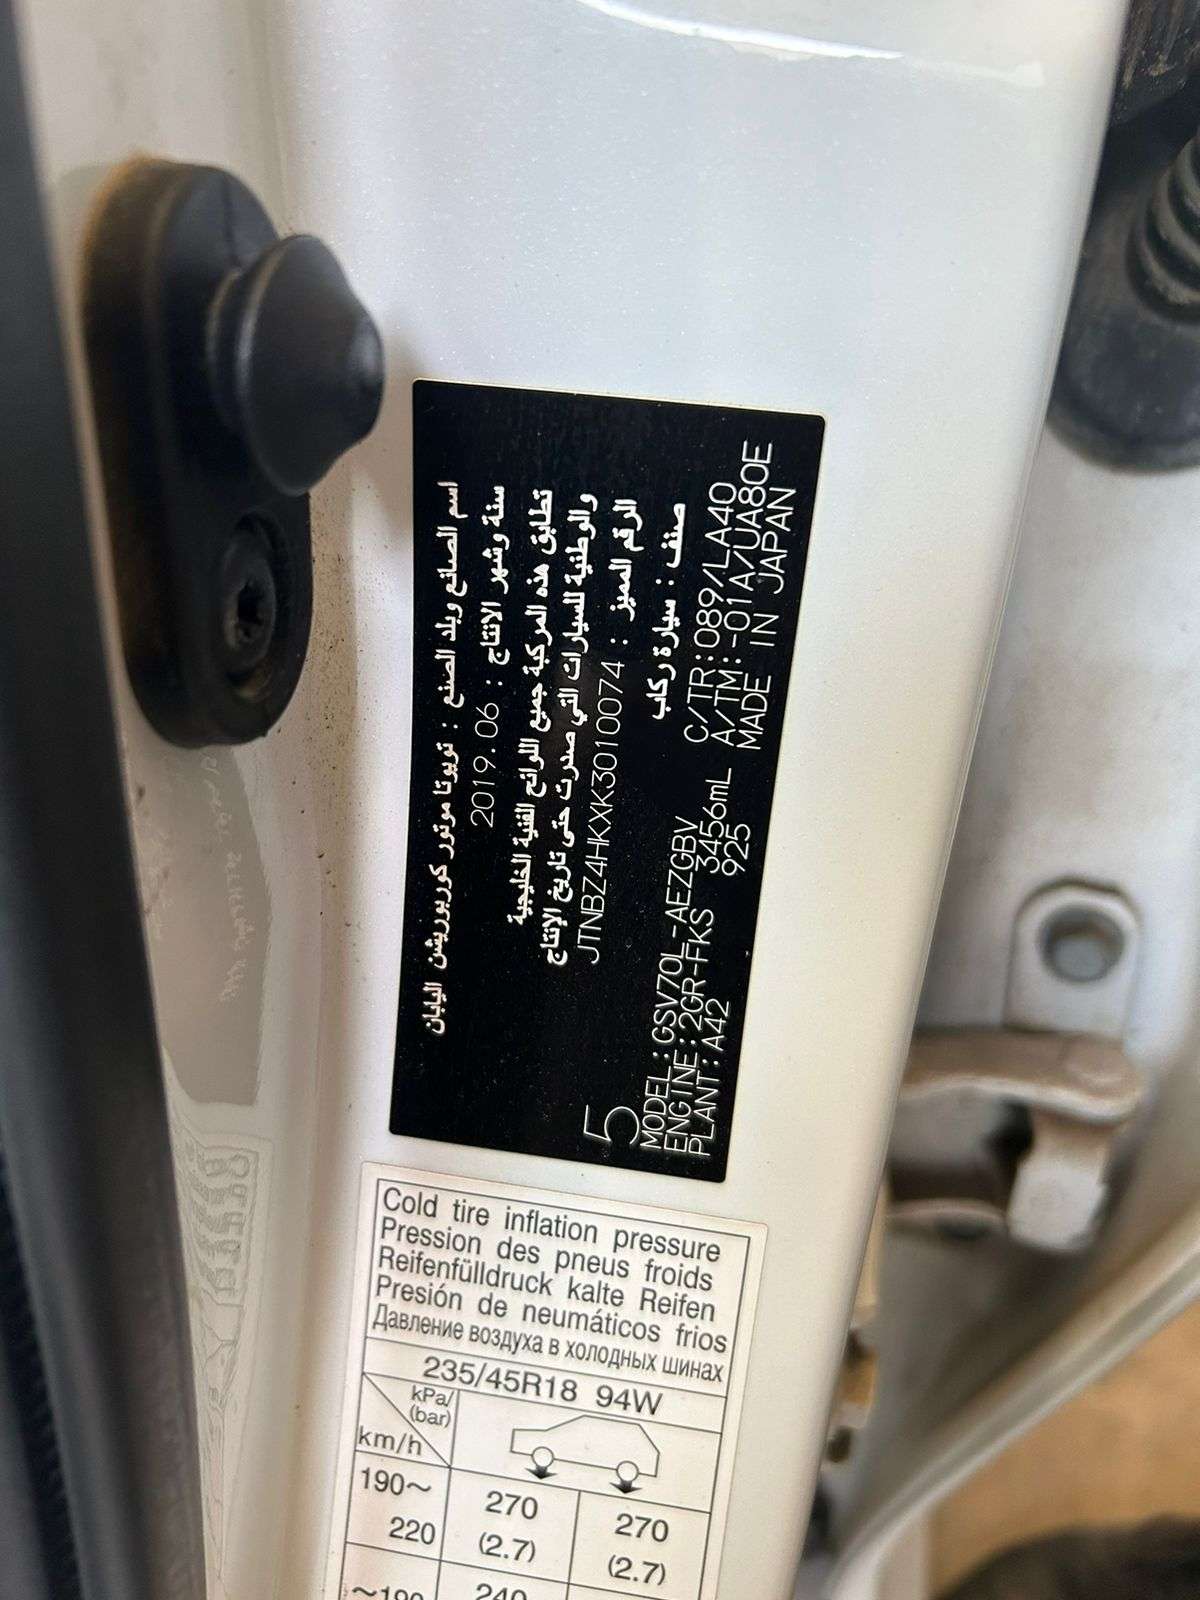 اسم الصانع وبلد الصنع : تويوتا موتور كوربوريشن اليابان
سنة وشهر الانتاج : 2019.06
تطابق هذه المركبة جميع اللوائح الفنية الخليجية
والوطنية للسيارات التي صدرت حتى تاريخ الإنتاج
الرقم المميز : JTNBZ4HKXK3010074
صنف : سيارة ركاب
5
MODEL:GSV70L-AEZGBV C/TR:089/LA40
ENGINE:2GR-FKS 3456mL A/TM:-01A/UA80E
PLANT:A42 925 MADE IN JAPAN
Cold tire inflation pressure
Pression des pneus froids
Reifenfülldruck kalte Reifen
Presión de neumáticos frios
Давление воздуха в холодных шинах
235/45R18 94W
kPa/
(bar)
km/h
190~
220
270
(2.7)
270
(2.7)
~190
240